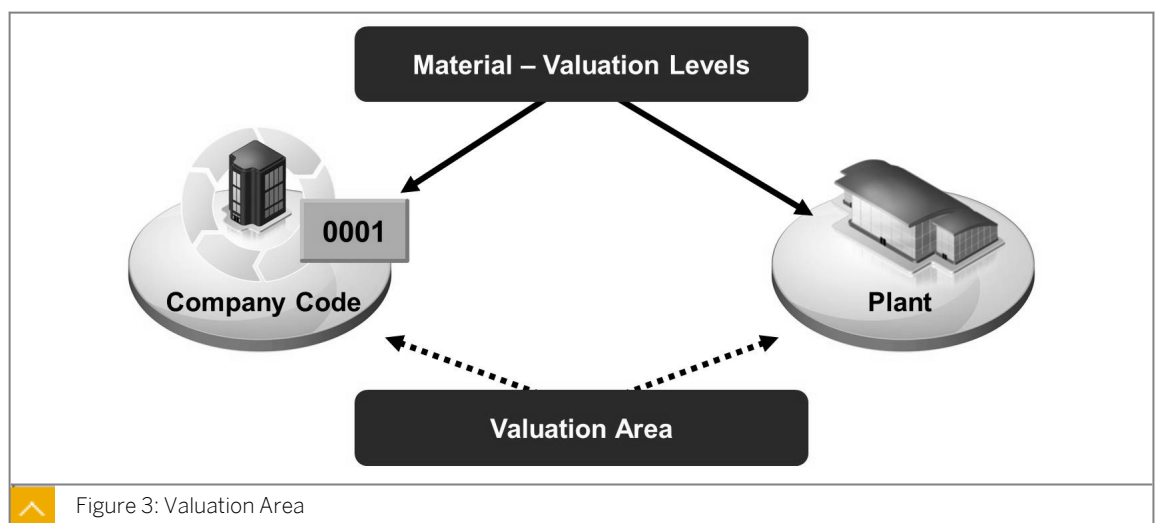 Material – Valuation Levels
0001
Company Code
Plant
Valuation Area
Figure 3: Valuation Area